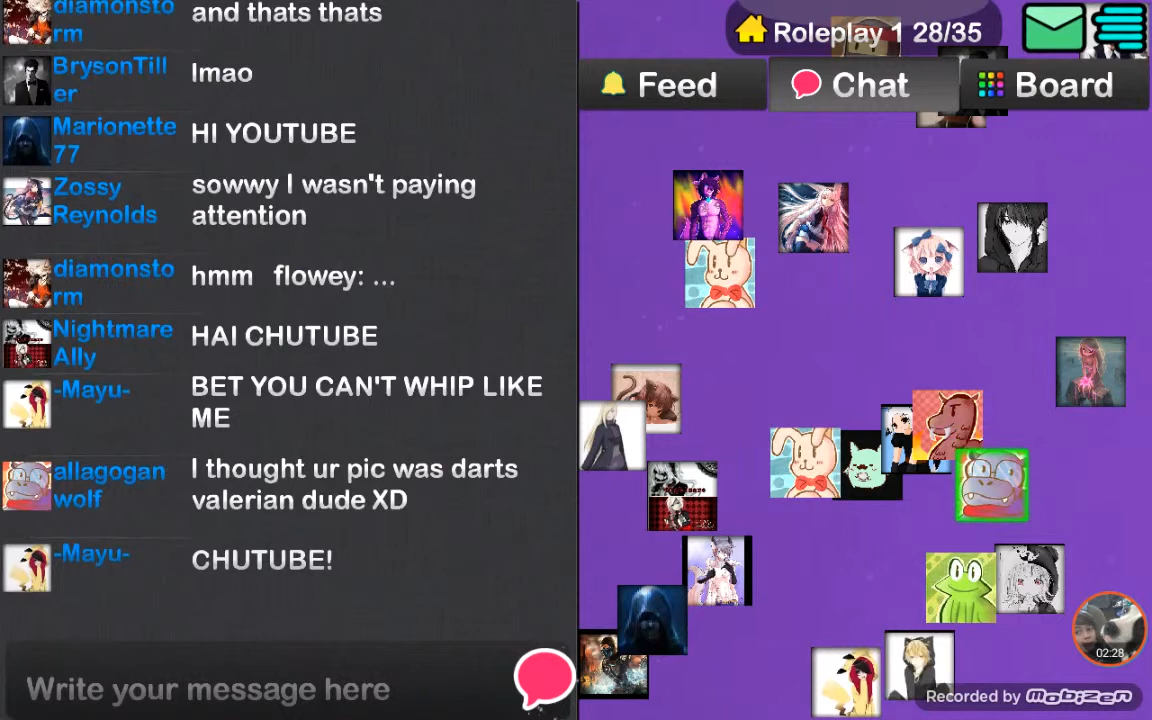 diamonsto
rm
and thats thats
BrysonTill
er
lmao
Marionette
77
HI YOUTUBE
Zossy
Reynolds
sowwy I wasn't paying
attention
diamonsto
rm
hmm flowey: ...
Nightmare
Ally
HAI CHUTUBE
-Mayu-
BET YOU CAN'T WHIP LIKE
ME
allagogan
wolf
I thought ur pic was darts
valerian dude XD
-Mayu-
CHUTUBE!
Write your message here
Roleplay 1 28/35
Feed
Chat
Board
02:28
Recorded by Mobizen